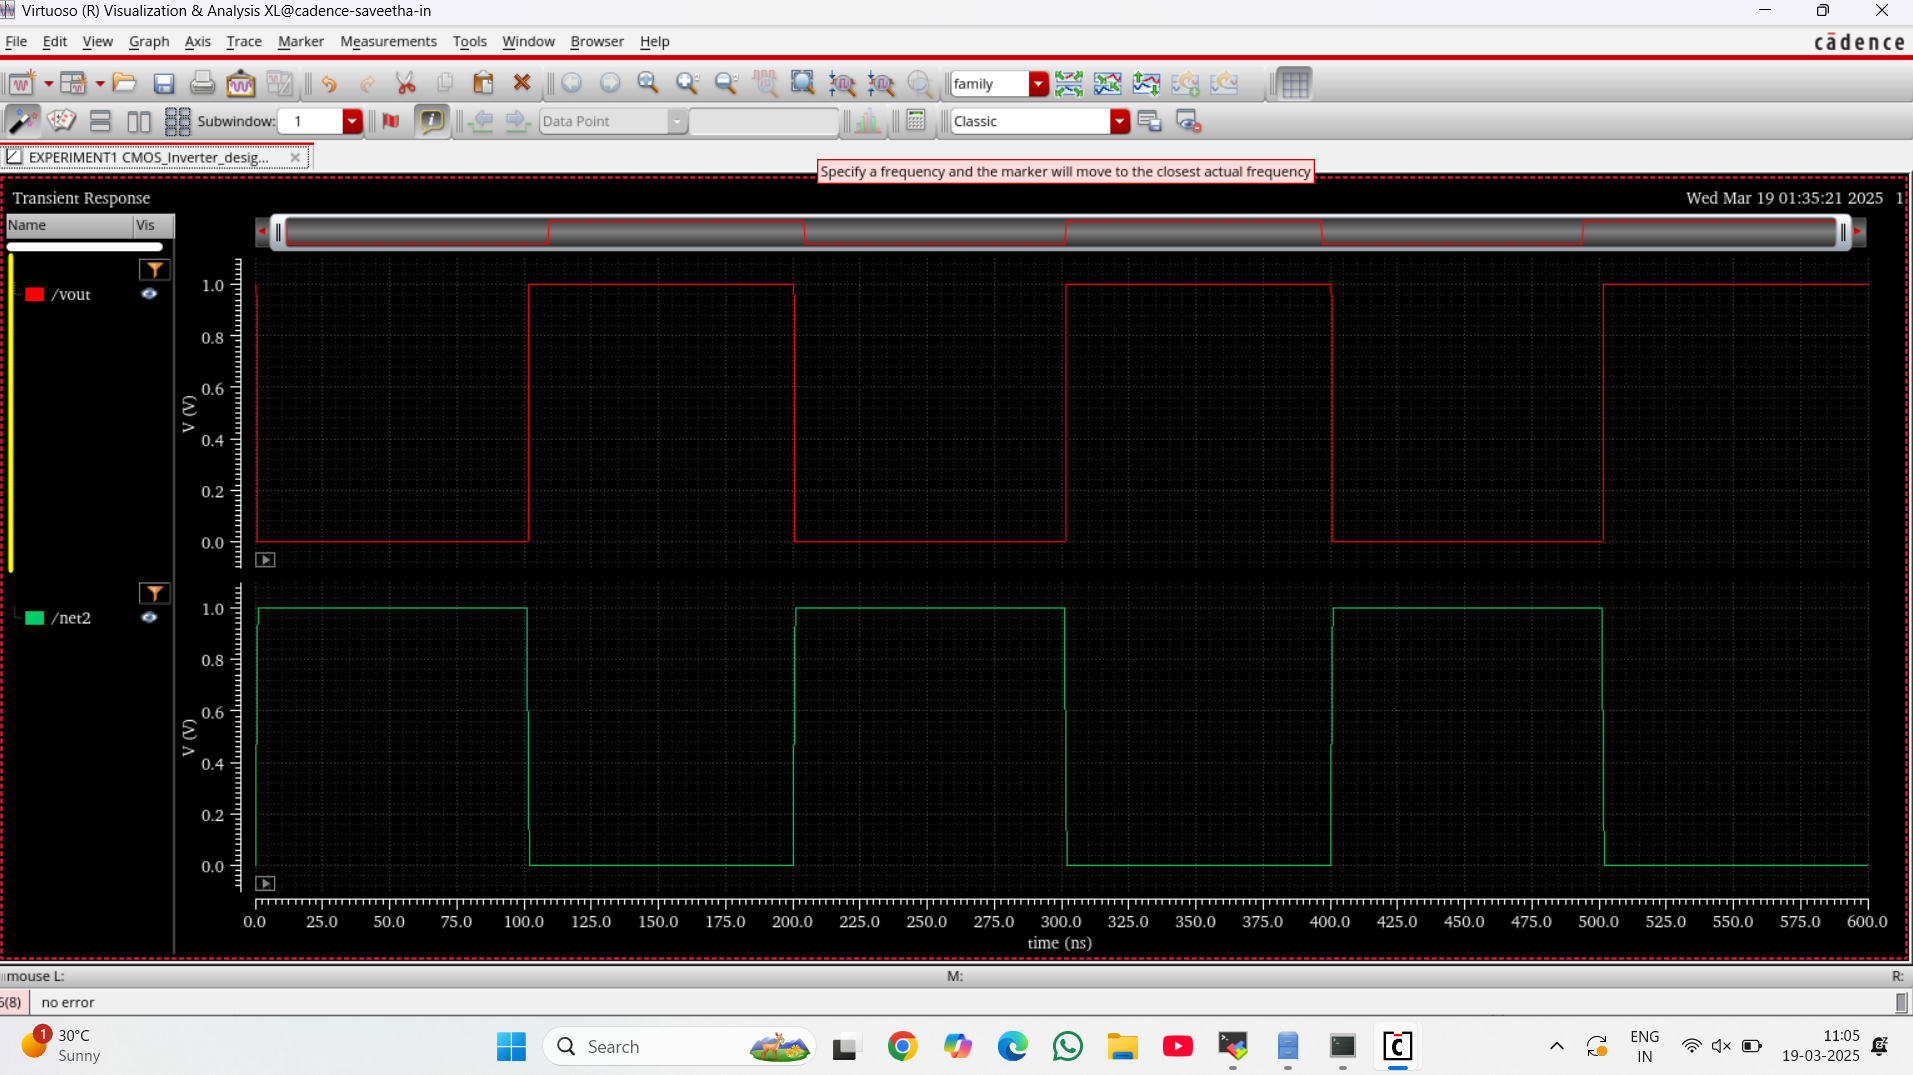 Virtuoso (R) Visualization & Analysis XL@cadence-saveetha-in
File Edit View Graph Axis Trace Marker Measurements Tools Window Browser Help
cādence
family
Subwindow: 1
Data Point
Classic
EXPERIMENT1 CMOS_Inverter_desig...
Specify a frequency and the marker will move to the closest actual frequency
Transient Response
Wed Mar 19 01:35:21 2025 1
Name Vis
/vout
1.0
0.8
0.6
0.4
0.2
0.0
V (V)
/net2
1.0
0.8
0.6
0.4
0.2
0.0
V (V)
0.0 25.0 50.0 75.0 100.0 125.0 150.0 175.0 200.0 225.0 250.0 275.0 300.0 325.0 350.0 375.0 400.0 425.0 450.0 475.0 500.0 525.0 550.0 575.0 600.0
time (ns)
mouse L: M: R:
6(8) no error
1
30°C
Sunny
Search
ENG
IN
11:05
19-03-2025